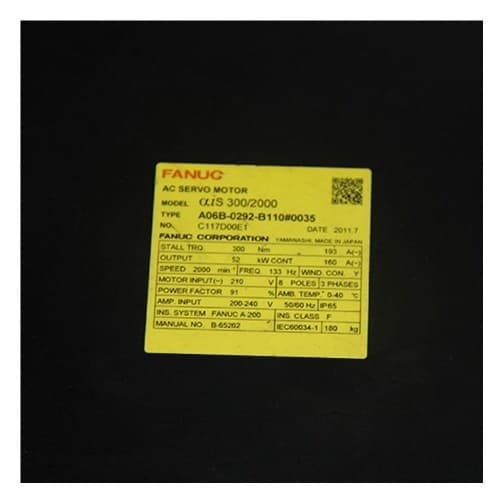 FANUC
AC SERVO MOTOR
MODEL αiS 300/2000
TYPE A06B-0292-B110#0035
NO. C117D00E1 DATE 2011.7
FANUC CORPORATION YAMANASHI, MADE IN JAPAN
STALL TRQ. 300 Nm 193 A(~)
OUTPUT 52 kW CONT 160 A(~)
SPEED 2000 min⁻¹ FREQ. 133 Hz WIND. CON. Y
MOTOR INPUT(~) 210 V 8 POLES 3 PHASES
POWER FACTOR 91 % AMB. TEMP. 0-40 °C
AMP. INPUT 200-240 V 50/60 Hz IP65
INS. SYSTEM FANUC A-200 INS. CLASS F
MANUAL NO. B-65262 IEC60034-1 180 kg